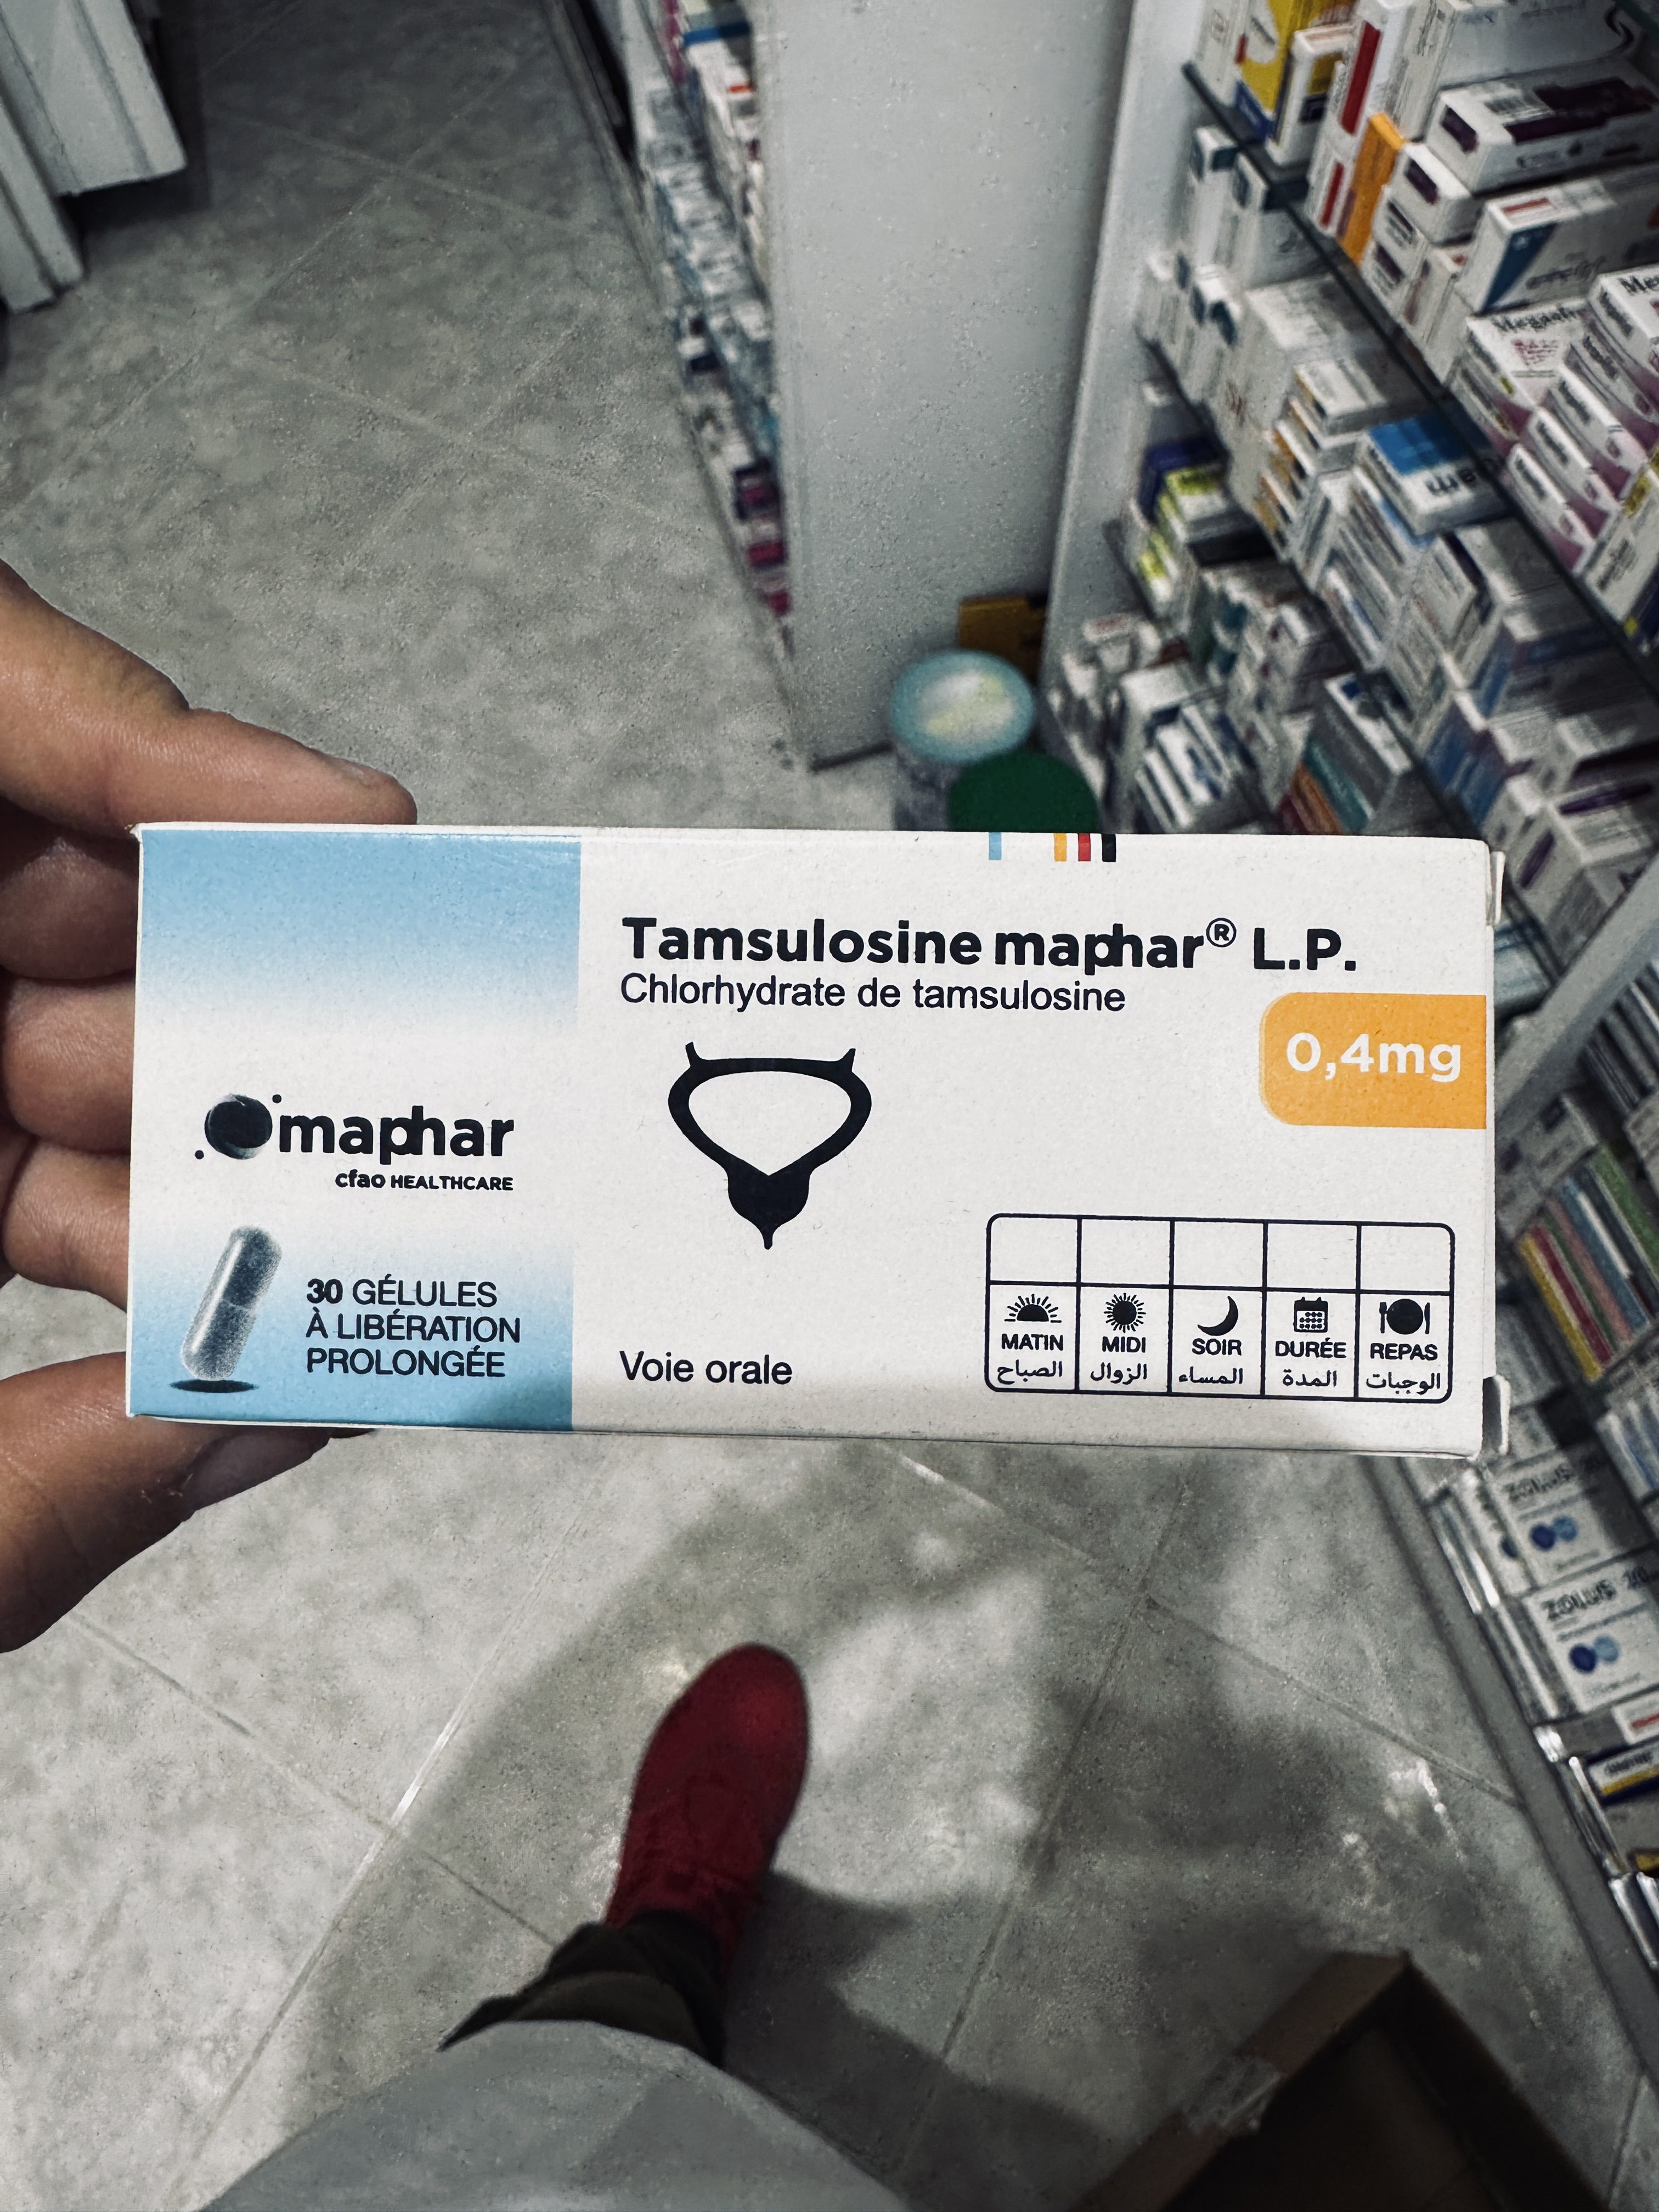 Tamsulosine maphar® L.P.
Chlorhydrate de tamsulosine
0,4mg
maphar
cfao HEALTHCARE
30 GÉLULES
À LIBÉRATION
PROLONGÉE
Voie orale
MATIN MIDI SOIR DURÉE REPAS
الصباح الزوال المساء المدة الوجبات